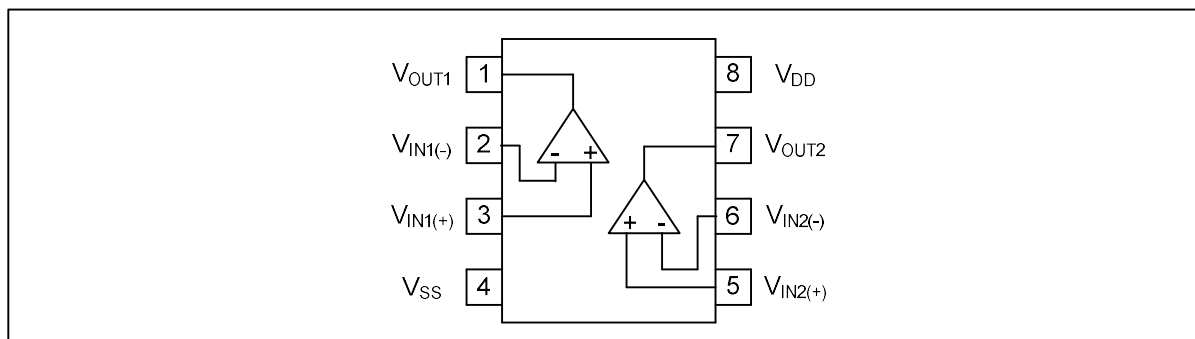 VOUT1 1 8 VDD
VIN1(-) 2 7 VOUT2
- +
VIN1(+) 3 6 VIN2(-)
+ -
VSS 4 5 VIN2(+)